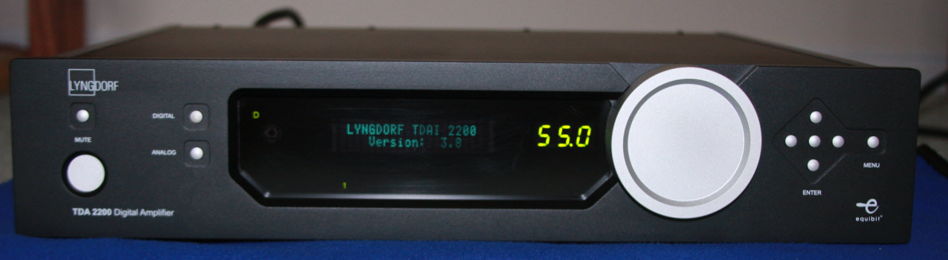 LYNGDORF
MUTE
DIGITAL
ANALOG
TDA 2200 Digital Amplifier
D
LYNGDORF TDAI 2200
Version: 3.8
1
55.0
ENTER
MENU
e
equibit